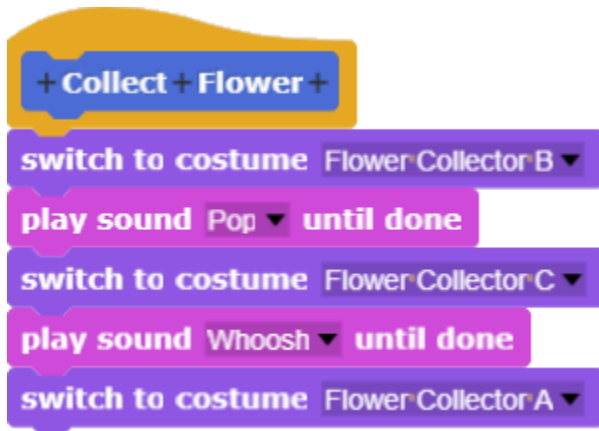 + Collect + Flower +
switch to costume Flower Collector B
play sound Pop until done
switch to costume Flower Collector C
play sound Whoosh until done
switch to costume Flower Collector A